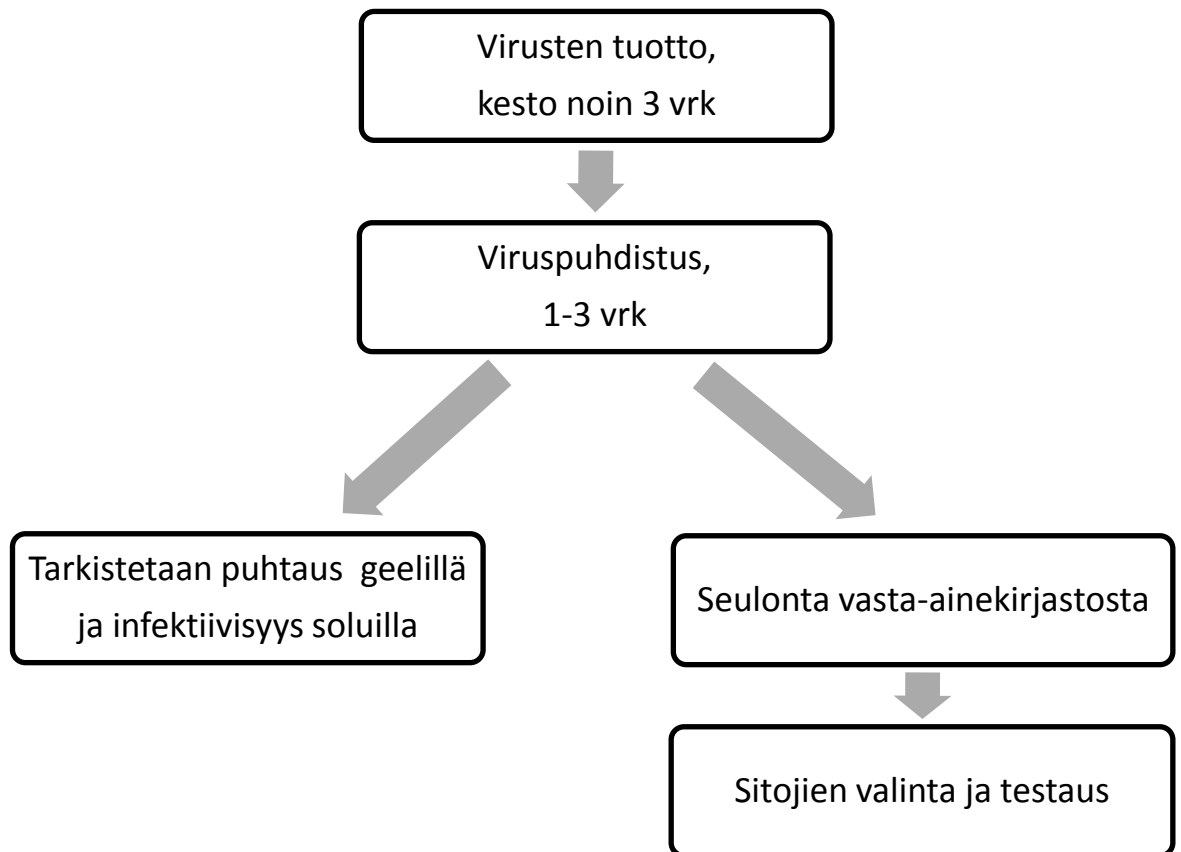 Virusten tuotto,
kesto noin 3 vrk
Viruspuhdistus,
1-3 vrk
Tarkistetaan puhtaus geelillä
ja infektiivisyys soluilla
Seulonta vasta-ainekirjastosta
Sitojien valinta ja testaus